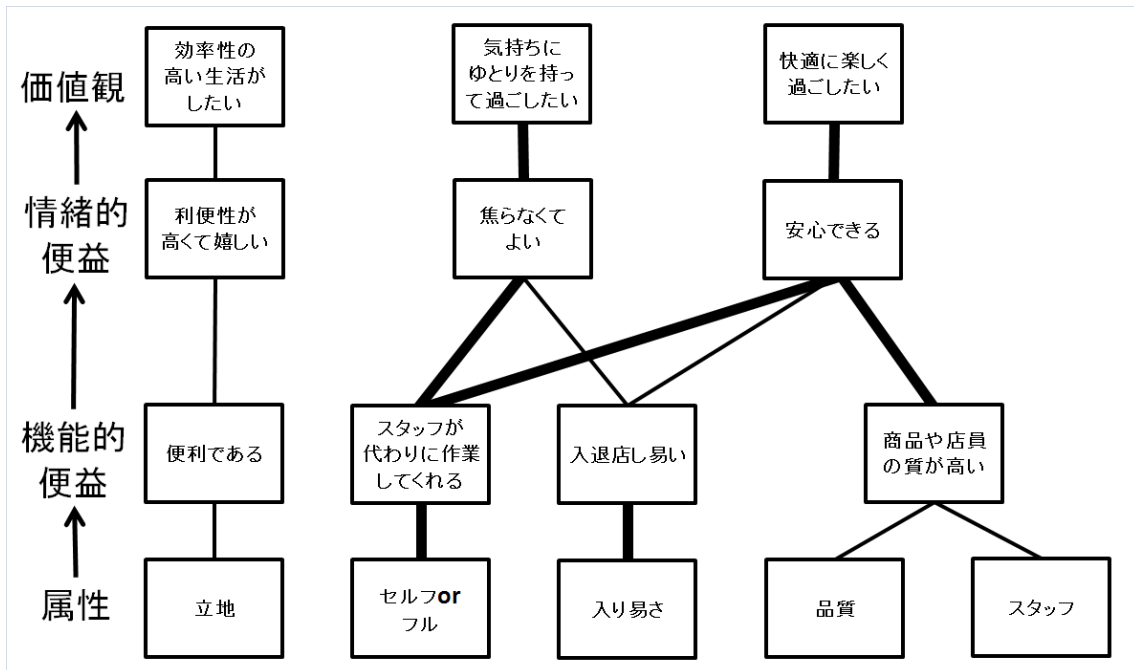 価値観
効率性の
高い生活が
したい
気持ちに
ゆとりを持っ
て過ごしたい
快適に楽しく
過ごしたい
情緒的
便益
利便性が
高くて嬉しい
焦らなくて
よい
安心できる
機能的
便益
便利である
スタッフが
代わりに作業
してくれる
入退店し易い
商品や店員
の質が高い
属性
立地
セルフor
フル
入り易さ
品質
スタッフ